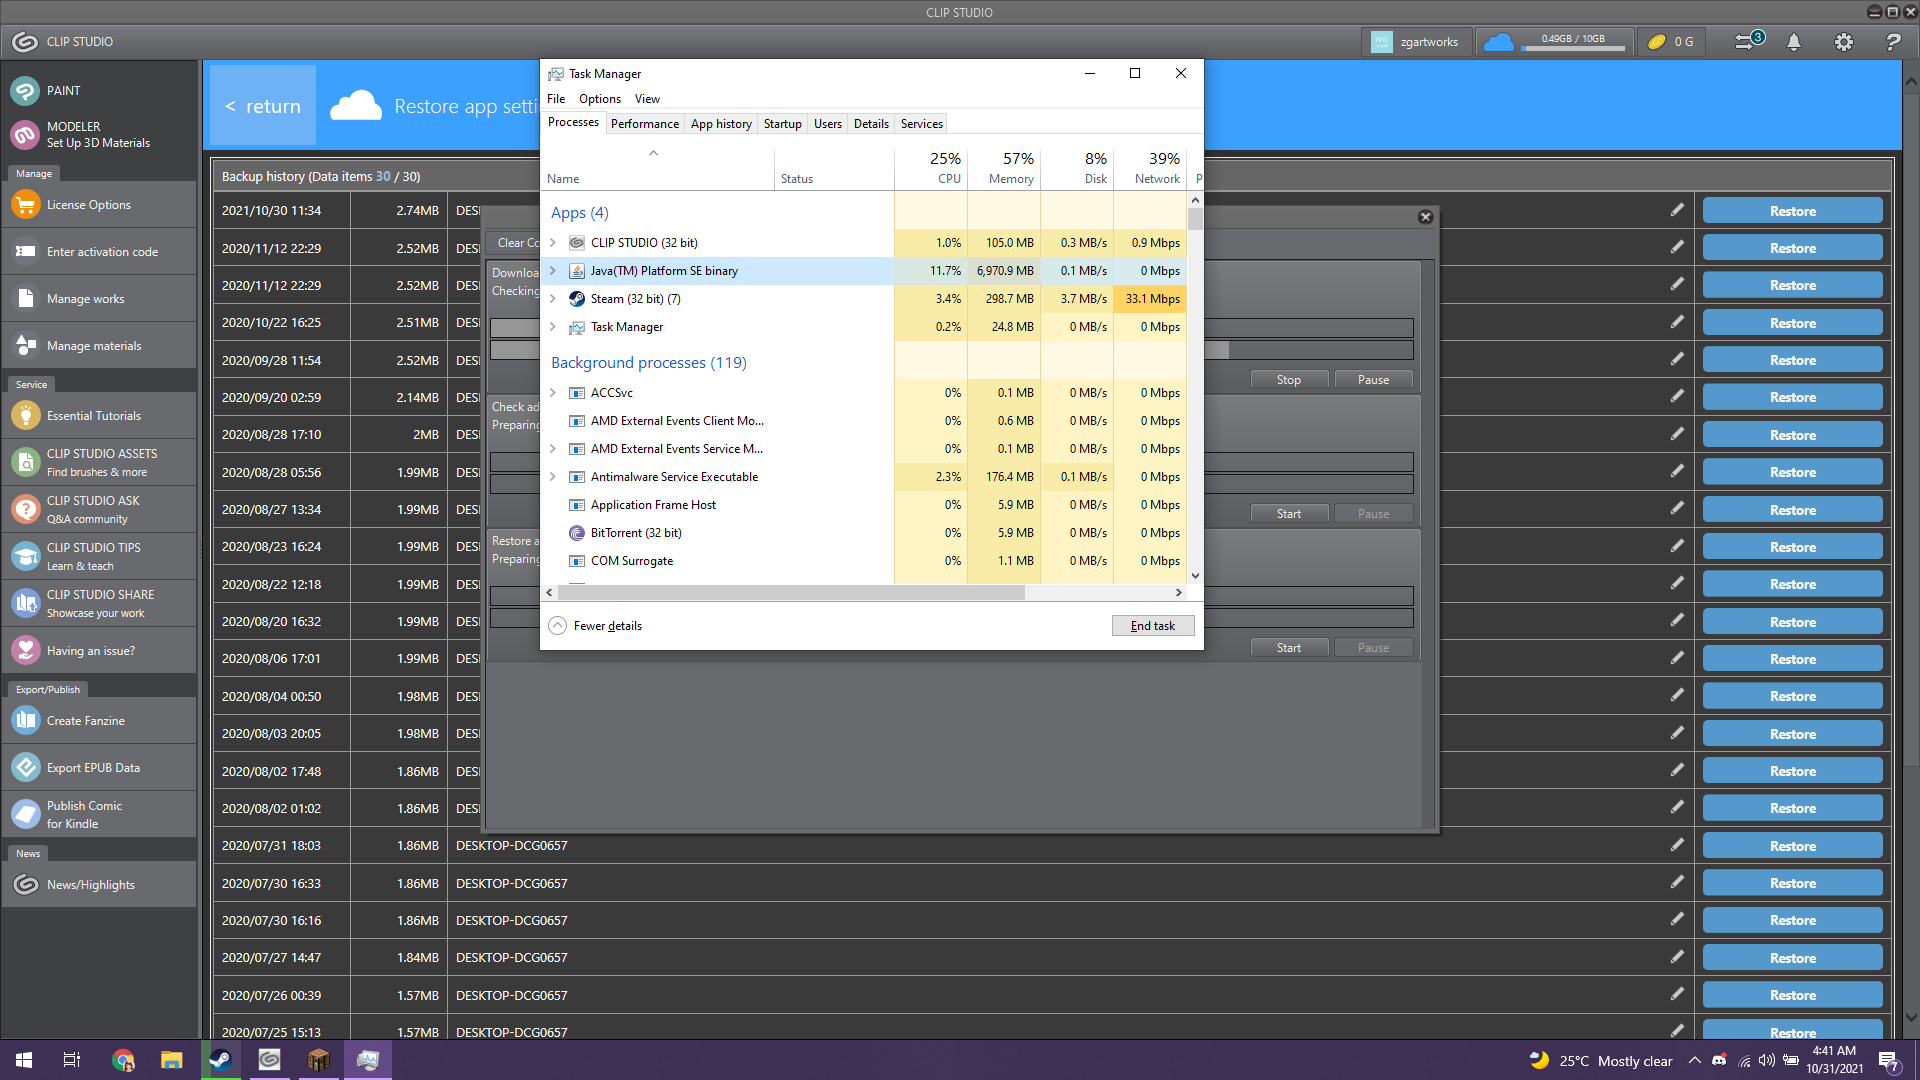 CLIP STUDIO
CLIP STUDIO
zgartworks
0.49GB / 10GB
0 G
3
PAINT
MODELER
Set Up 3D Materials
Manage
License Options
Enter activation code
Manage works
Manage materials
Service
Essential Tutorials
CLIP STUDIO ASSETS
Find brushes & more
CLIP STUDIO ASK
Q&A community
CLIP STUDIO TIPS
Learn & teach
CLIP STUDIO SHARE
Showcase your work
Having an issue?
Export/Publish
Create Fanzine
Export EPUB Data
Publish Comic
for Kindle
News
News/Highlights
< return
Restore app setti
Backup history (Data items 30 / 30)
2021/10/30 11:34 2.74MB DESI Restore
2020/11/12 22:29 2.52MB DESI Restore
2020/11/12 22:29 2.52MB DESI Restore
2020/10/22 16:25 2.51MB DESI Restore
2020/09/28 11:54 2.52MB DESI Restore
2020/09/20 02:59 2.14MB DESI Restore
2020/08/28 17:10 2MB DESI Restore
2020/08/28 05:56 1.99MB DESI Restore
2020/08/27 13:34 1.99MB DESI Restore
2020/08/23 16:24 1.99MB DESI Restore
2020/08/22 12:18 1.99MB DESI Restore
2020/08/20 16:32 1.99MB DESI Restore
2020/08/06 17:01 1.99MB DESI Restore
2020/08/04 00:50 1.98MB DESI Restore
2020/08/03 20:05 1.98MB DESI Restore
2020/08/02 17:48 1.86MB DESI Restore
2020/08/02 01:02 1.86MB DESI Restore
2020/07/31 18:03 1.86MB DESKTOP-DCG0657 Restore
2020/07/30 16:33 1.86MB DESKTOP-DCG0657 Restore
2020/07/30 16:16 1.86MB DESKTOP-DCG0657 Restore
2020/07/27 14:47 1.84MB DESKTOP-DCG0657 Restore
2020/07/26 00:39 1.57MB DESKTOP-DCG0657 Restore
2020/07/25 15:13 1.57MB DESKTOP-DCG0657 Restore
Clear Co
Downloa
Checking
Stop Pause
Check ad
Preparing
Start Pause
Restore a
Preparing
Start Pause
Task Manager
File Options View
Processes Performance App history Startup Users Details Services
25% 57% 8% 39%
Name Status CPU Memory Disk Network P
Apps (4)
CLIP STUDIO (32 bit) 1.0% 105.0 MB 0.3 MB/s 0.9 Mbps
Java(TM) Platform SE binary 11.7% 6,970.9 MB 0.1 MB/s 0 Mbps
Steam (32 bit) (7) 3.4% 298.7 MB 3.7 MB/s 33.1 Mbps
Task Manager 0.2% 24.8 MB 0 MB/s 0 Mbps
Background processes (119)
ACCSvc 0% 0.1 MB 0 MB/s 0 Mbps
AMD External Events Client Mo... 0% 0.6 MB 0 MB/s 0 Mbps
AMD External Events Service M... 0% 0.1 MB 0 MB/s 0 Mbps
Antimalware Service Executable 2.3% 176.4 MB 0.1 MB/s 0 Mbps
Application Frame Host 0% 5.9 MB 0 MB/s 0 Mbps
BitTorrent (32 bit) 0% 5.9 MB 0 MB/s 0 Mbps
COM Surrogate 0% 1.1 MB 0 MB/s 0 Mbps
Fewer details
End task
25°C Mostly clear
4:41 AM
10/31/2021
7